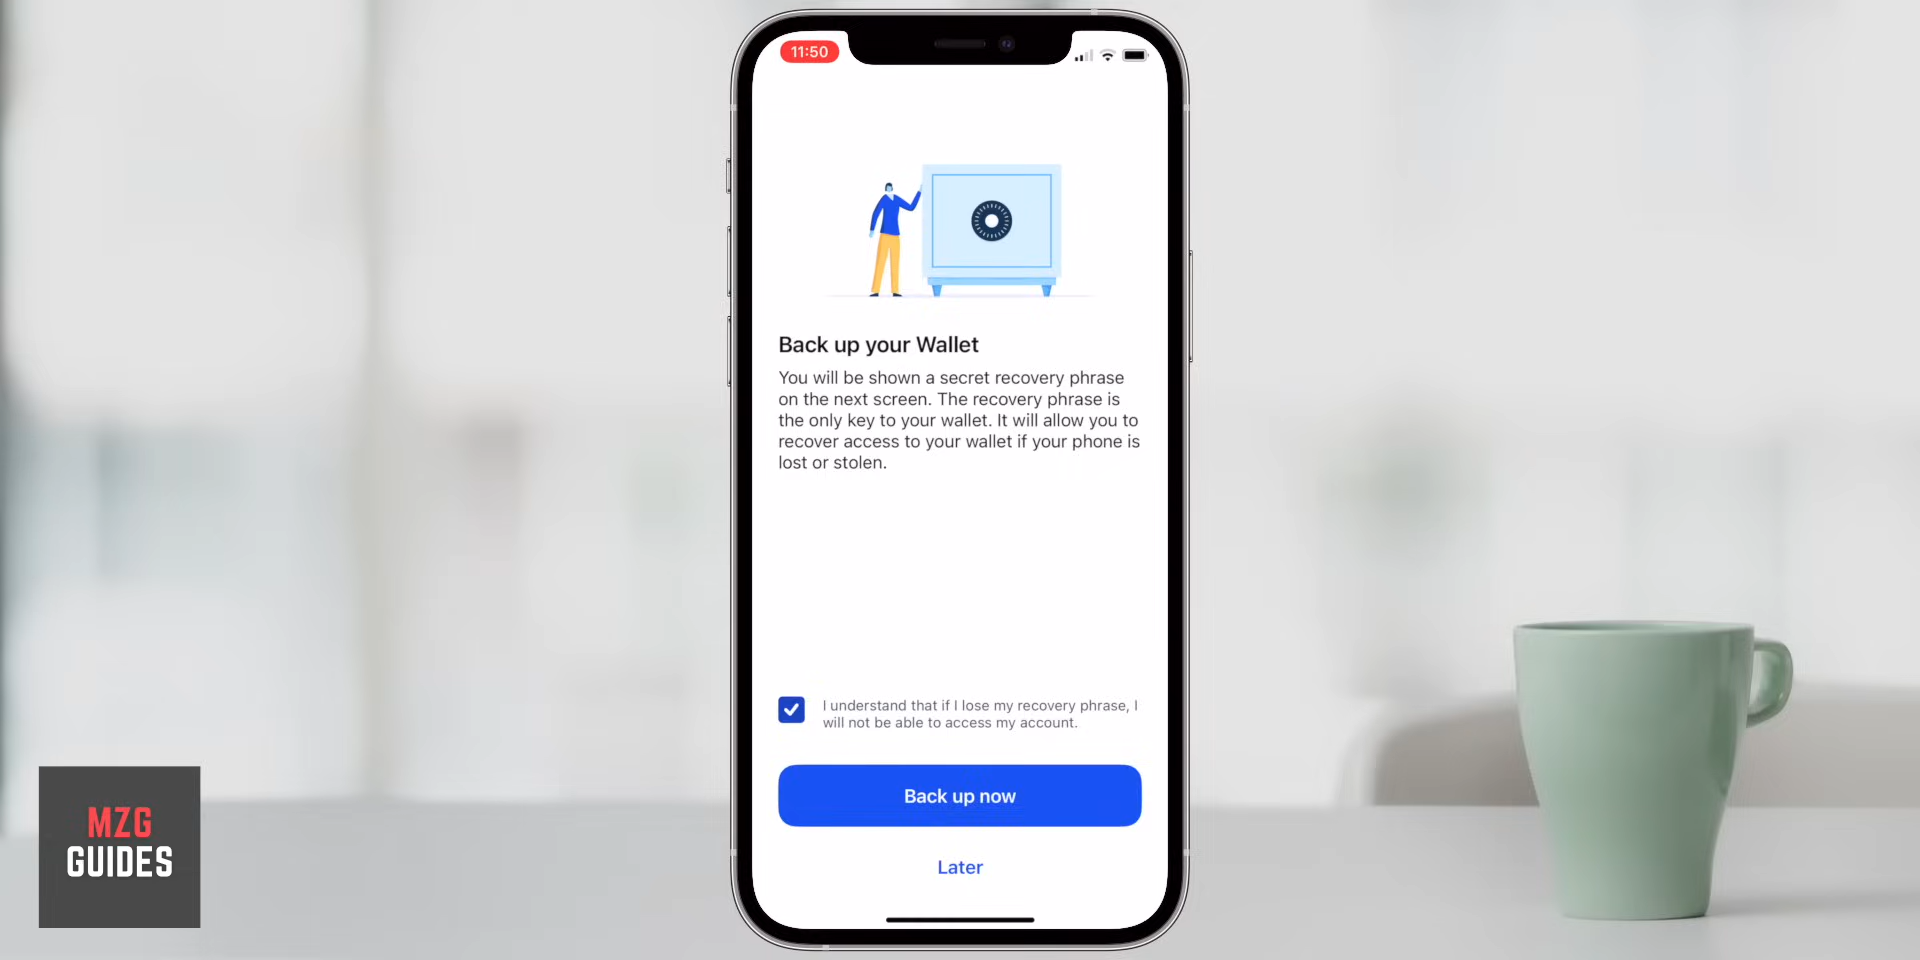 11:50
Back up your Wallet
You will be shown a secret recovery phrase
on the next screen. The recovery phrase is
the only key to your wallet. It will allow you to
recover access to your wallet if your phone is
lost or stolen.
I understand that if I lose my recovery phrase, I
will not be able to access my account.
Back up now
Later
MZG
GUIDES